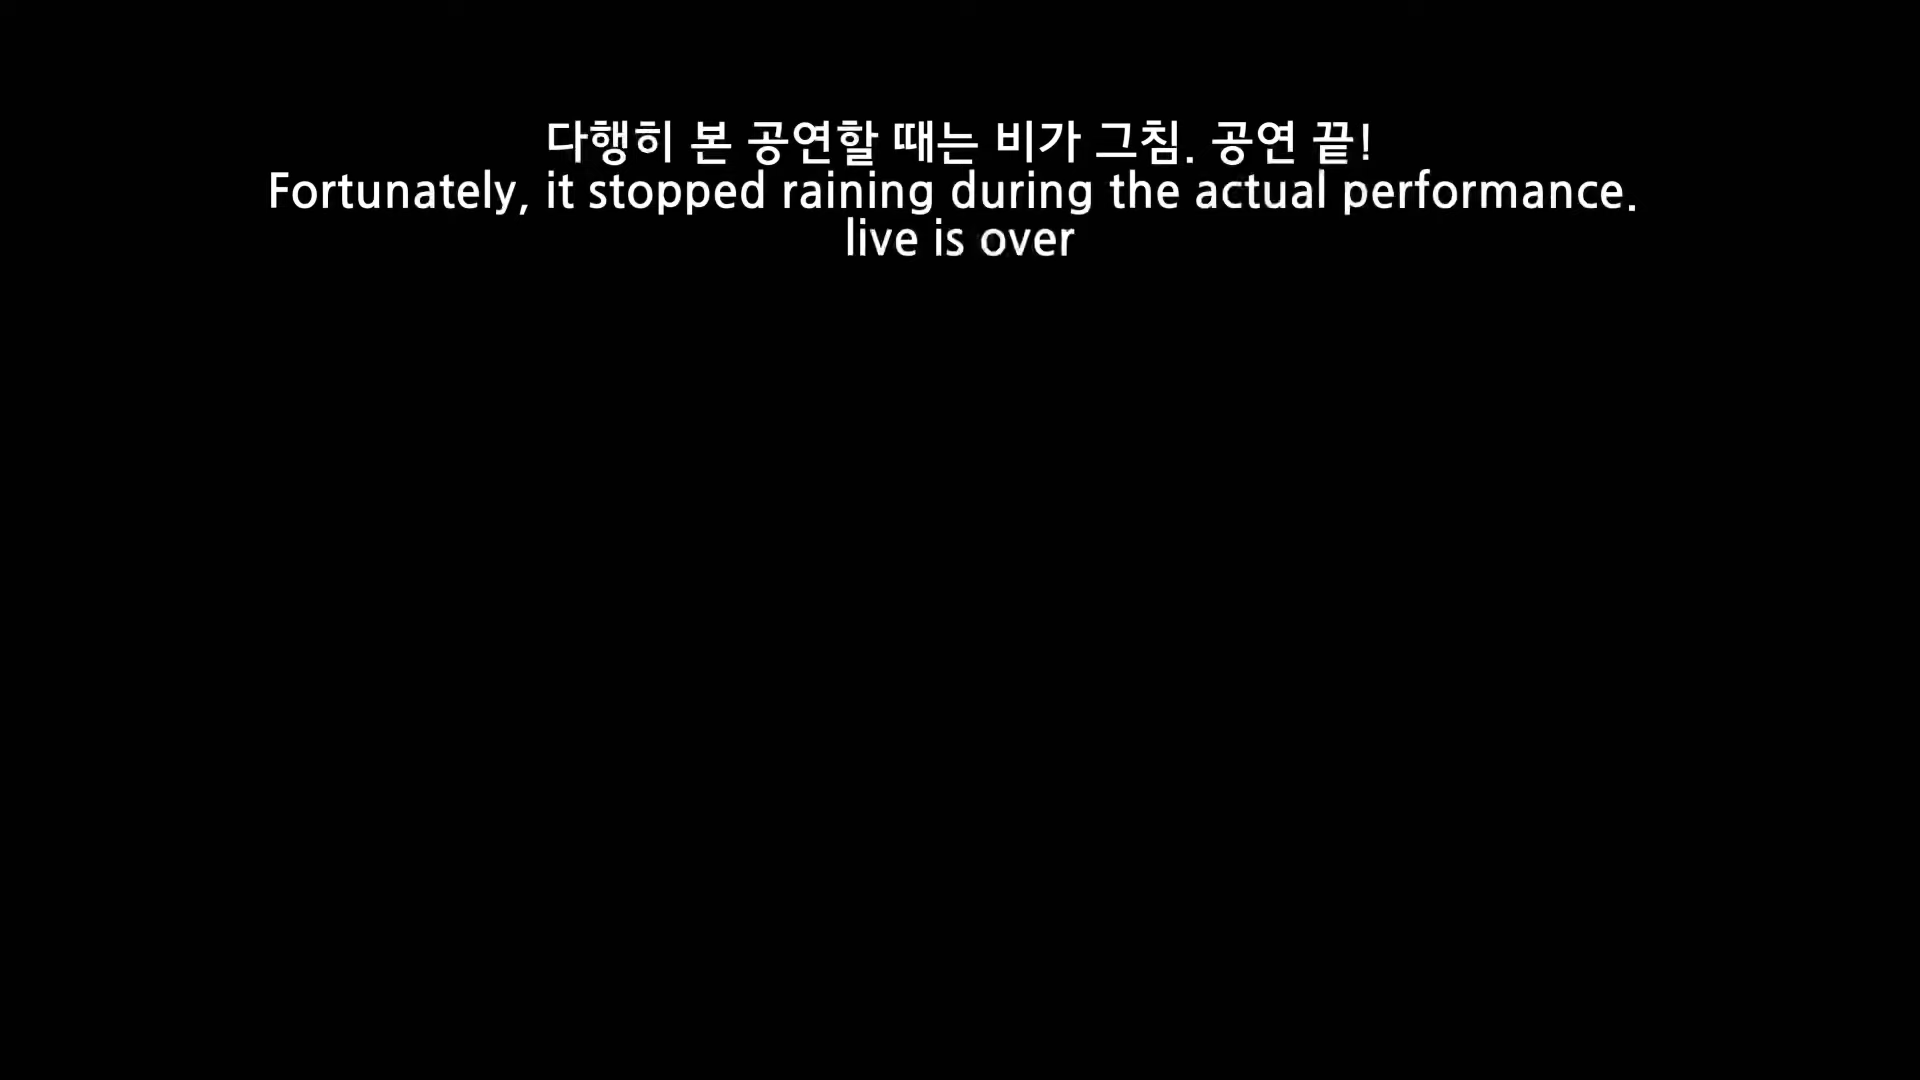 다행히 본 공연할 때는 비가 그침. 공연 끝!
Fortunately, it stopped raining during the actual performance.
live is over